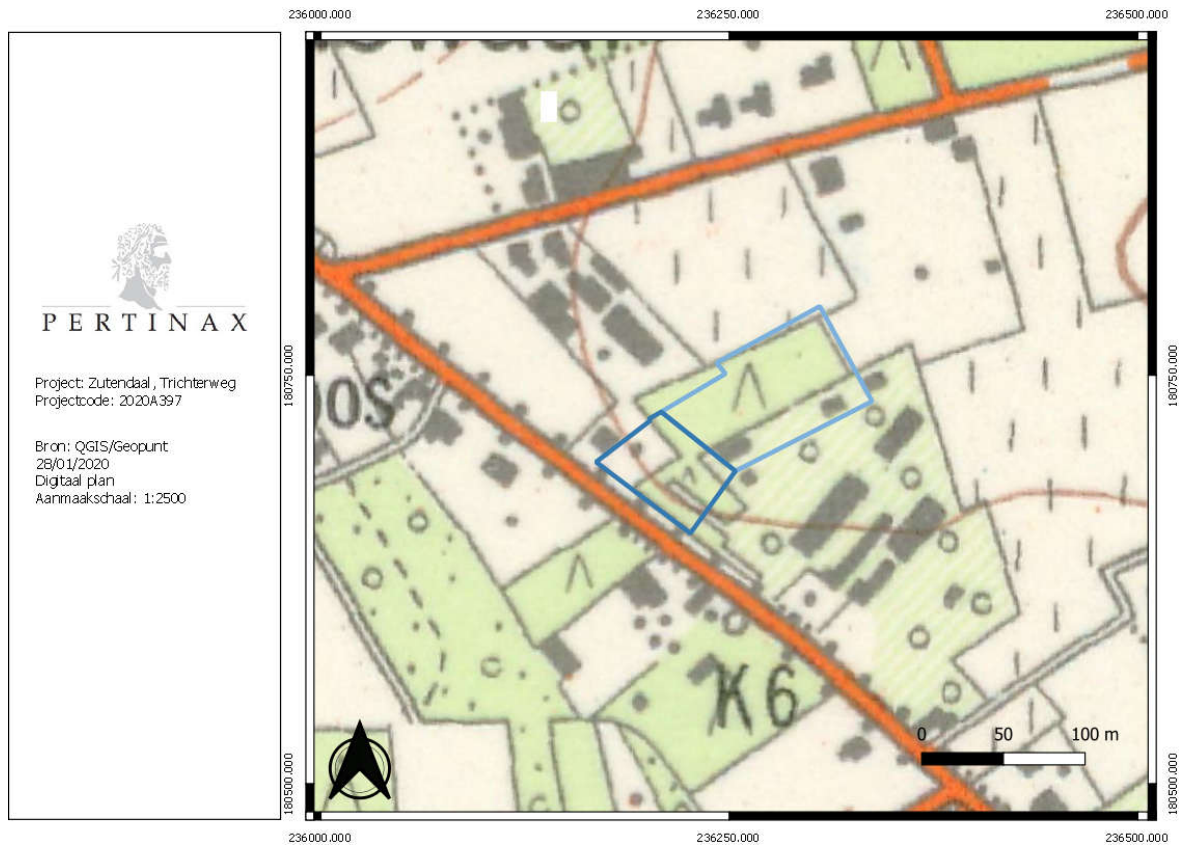 236000.000
236250.000
236500.000
PERTINAX
Project: Zutendaal, Trichterweg
Projectcode: 2020A397
Bron: QGIS/Geopunt
28/01/2020
Digitaal plan
Aanmaakschaal: 1:2500
180750.000
180750.000
OS
K6
0 50 100 m
180500.000
180500.000
236000.000
236250.000
236500.000